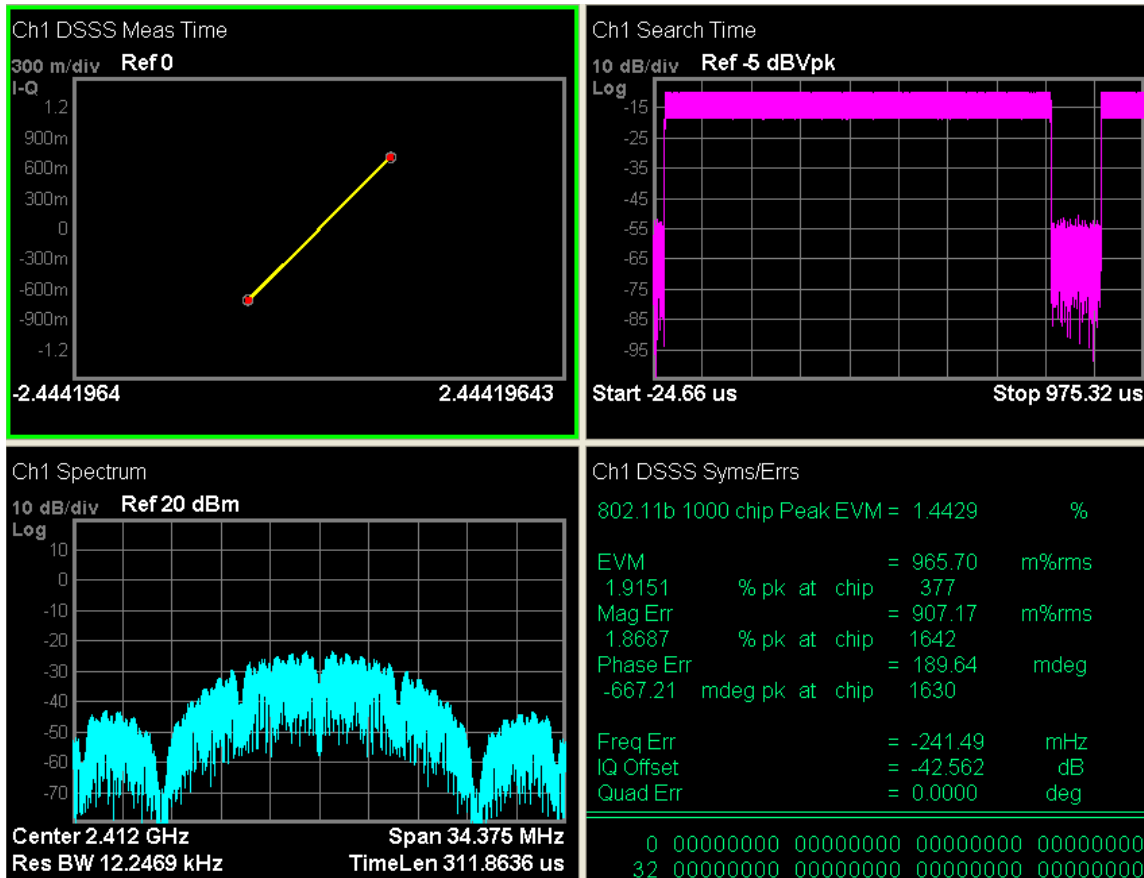 Ch1 DSSS Meas Time
300 m/div Ref 0
I-Q
1.2
900m
600m
300m
0
-300m
-600m
-900m
-1.2
-2.4441964 2.44419643
Ch1 Search Time
10 dB/div Ref -5 dBVpk
Log
-15
-25
-35
-45
-55
-65
-75
-85
-95
Start -24.66 us Stop 975.32 us
Ch1 Spectrum
10 dB/div Ref 20 dBm
Log
10
0
-10
-20
-30
-40
-50
-60
-70
Center 2.412 GHz Span 34.375 MHz
Res BW 12.2469 kHz TimeLen 311.8636 us
Ch1 DSSS Syms/Errs
802.11b 1000 chip Peak EVM = 1.4429 %
EVM = 965.70 m%rms
1.9151 % pk at chip 377
Mag Err = 907.17 m%rms
1.8687 % pk at chip 1642
Phase Err = 189.64 mdeg
-667.21 mdeg pk at chip 1630
Freq Err = -241.49 mHz
IQ Offset = -42.562 dB
Quad Err = 0.0000 deg
0 00000000 00000000 00000000 00000000
32 00000000 00000000 00000000 00000000